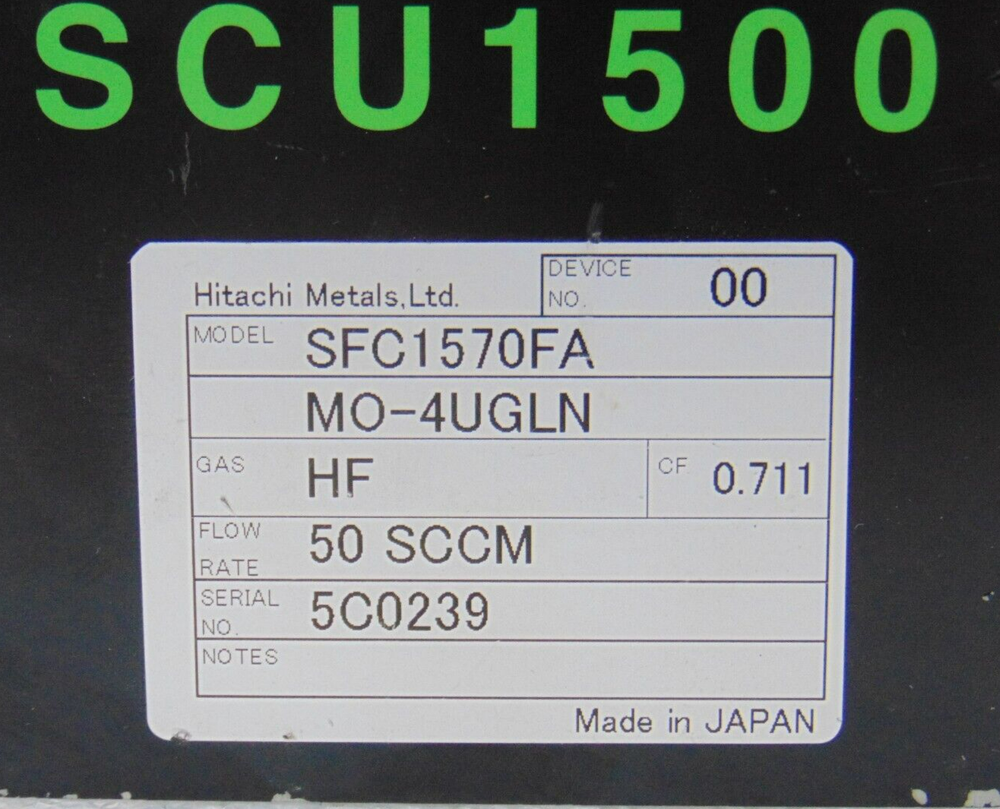 SCU1500
Hitachi Metals,Ltd.
DEVICE NO. 00
MODEL SFC1570FA
MO-4UGLN
GAS HF CF 0.711
FLOW RATE 50 SCCM
SERIAL NO. 5C0239
NOTES
Made in JAPAN